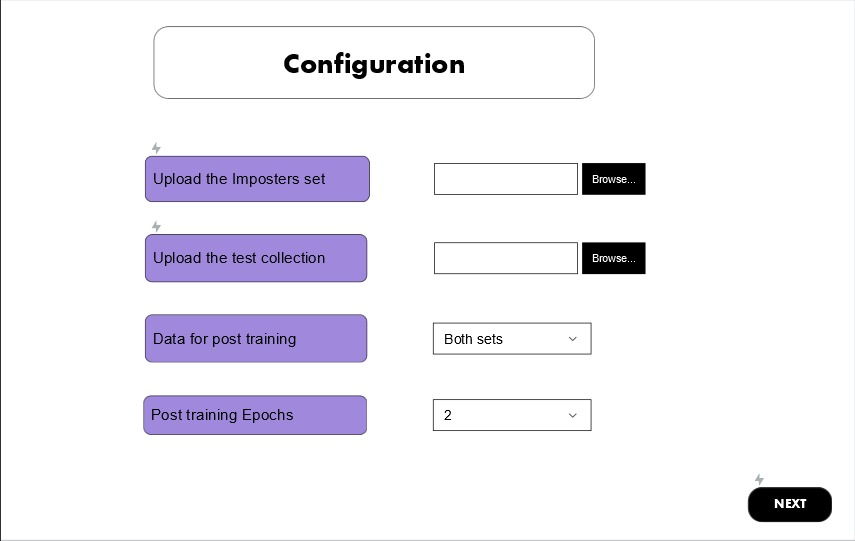 Configuration
Upload the Imposters set
Browse...
Upload the test collection
Browse...
Data for post training
Both sets
Post training Epochs
2
NEXT